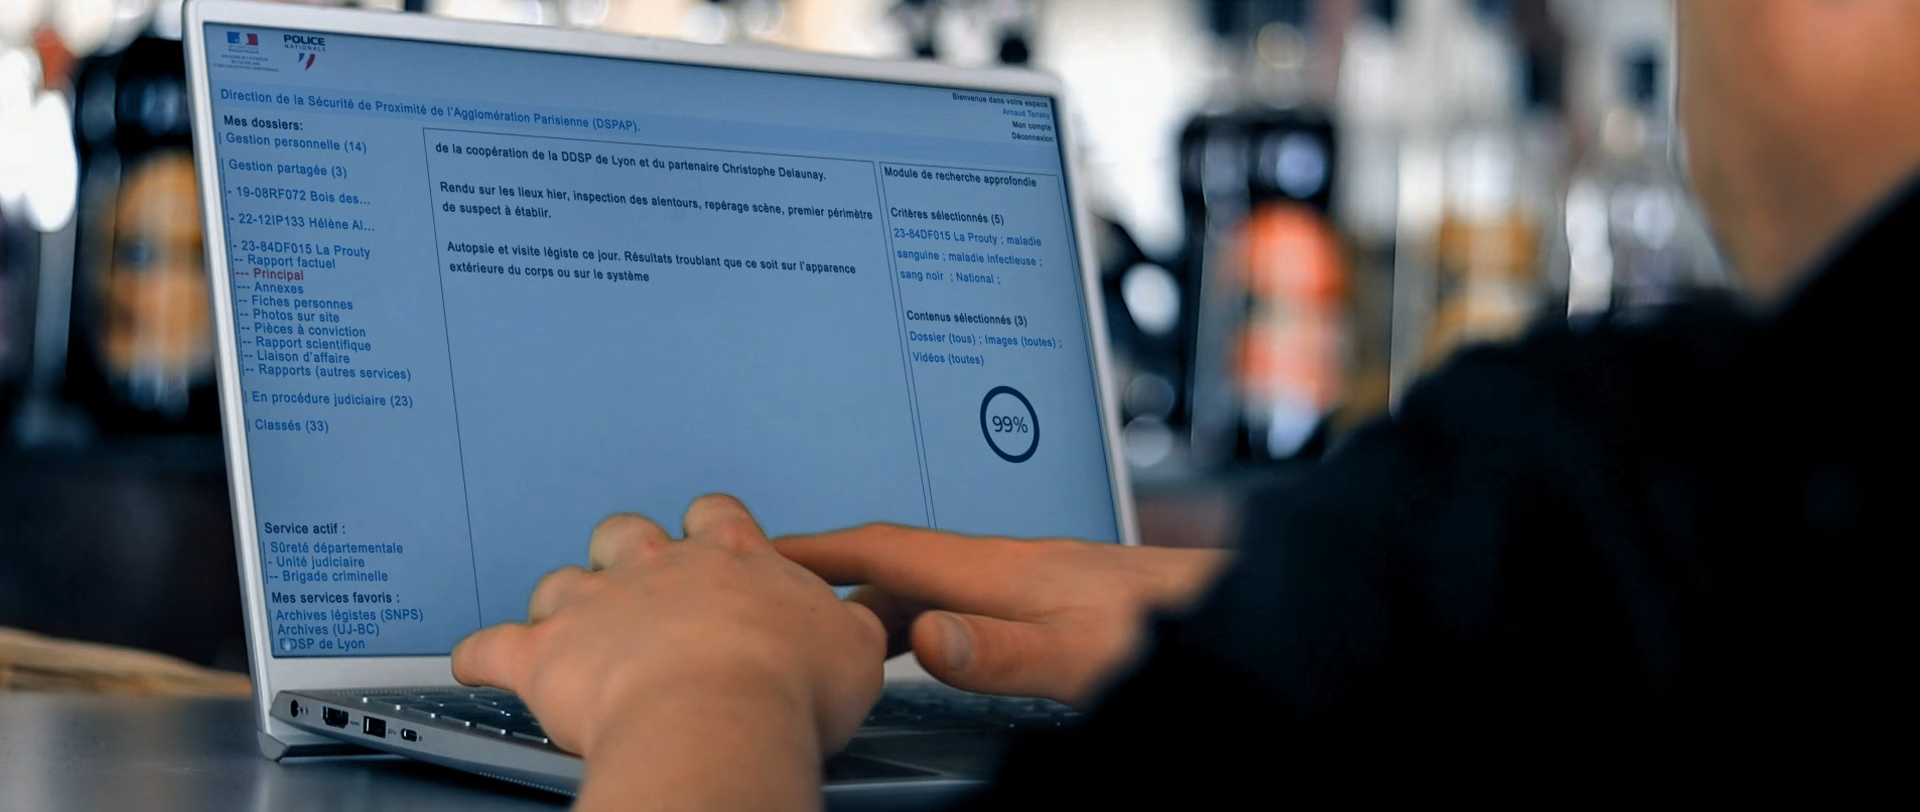 POLICE
NATIONALE
Direction de la Sécurité de Proximité de l'Agglomération Parisienne (DSPAP).
Bienvenue dans votre espace
Arnaud Tansky
Mon compte
Déconnexion
Mes dossiers:
| Gestion personnelle (14)
| Gestion partagée (3)
|- 19-08RF072 Bois des...
|- 22-12IP133 Hélène Al...
|- 23-84DF015 La Prouty
|-- Rapport factuel
|--- Principal
|--- Annexes
|-- Fiches personnes
|-- Photos sur site
|-- Pièces à conviction
|-- Rapport scientifique
|-- Liaison d'affaire
|-- Rapports (autres services)
| En procédure judiciaire (23)
| Classés (33)
Service actif :
| Sûreté départementale
|- Unité judiciaire
|-- Brigade criminelle
Mes services favoris :
| Archives légistes (SNPS)
| Archives (UJ-BC)
DDSP de Lyon
de la coopération de la DDSP de Lyon et du partenaire Christophe Delaunay.
Rendu sur les lieux hier, inspection des alentours, repérage scène, premier périmètre
de suspect à établir.
Autopsie et visite légiste ce jour. Résultats troublant que ce soit sur l'apparence
extérieure du corps ou sur le système
Module de recherche approfondie
Critères sélectionnés (5)
23-84DF015 La Prouty ; maladie
sanguine ; maladie infectieuse ;
sang noir ; National ;
Contenus sélectionnés (3)
Dossier (tous) ; Images (toutes) ;
Vidéos (toutes)
99%